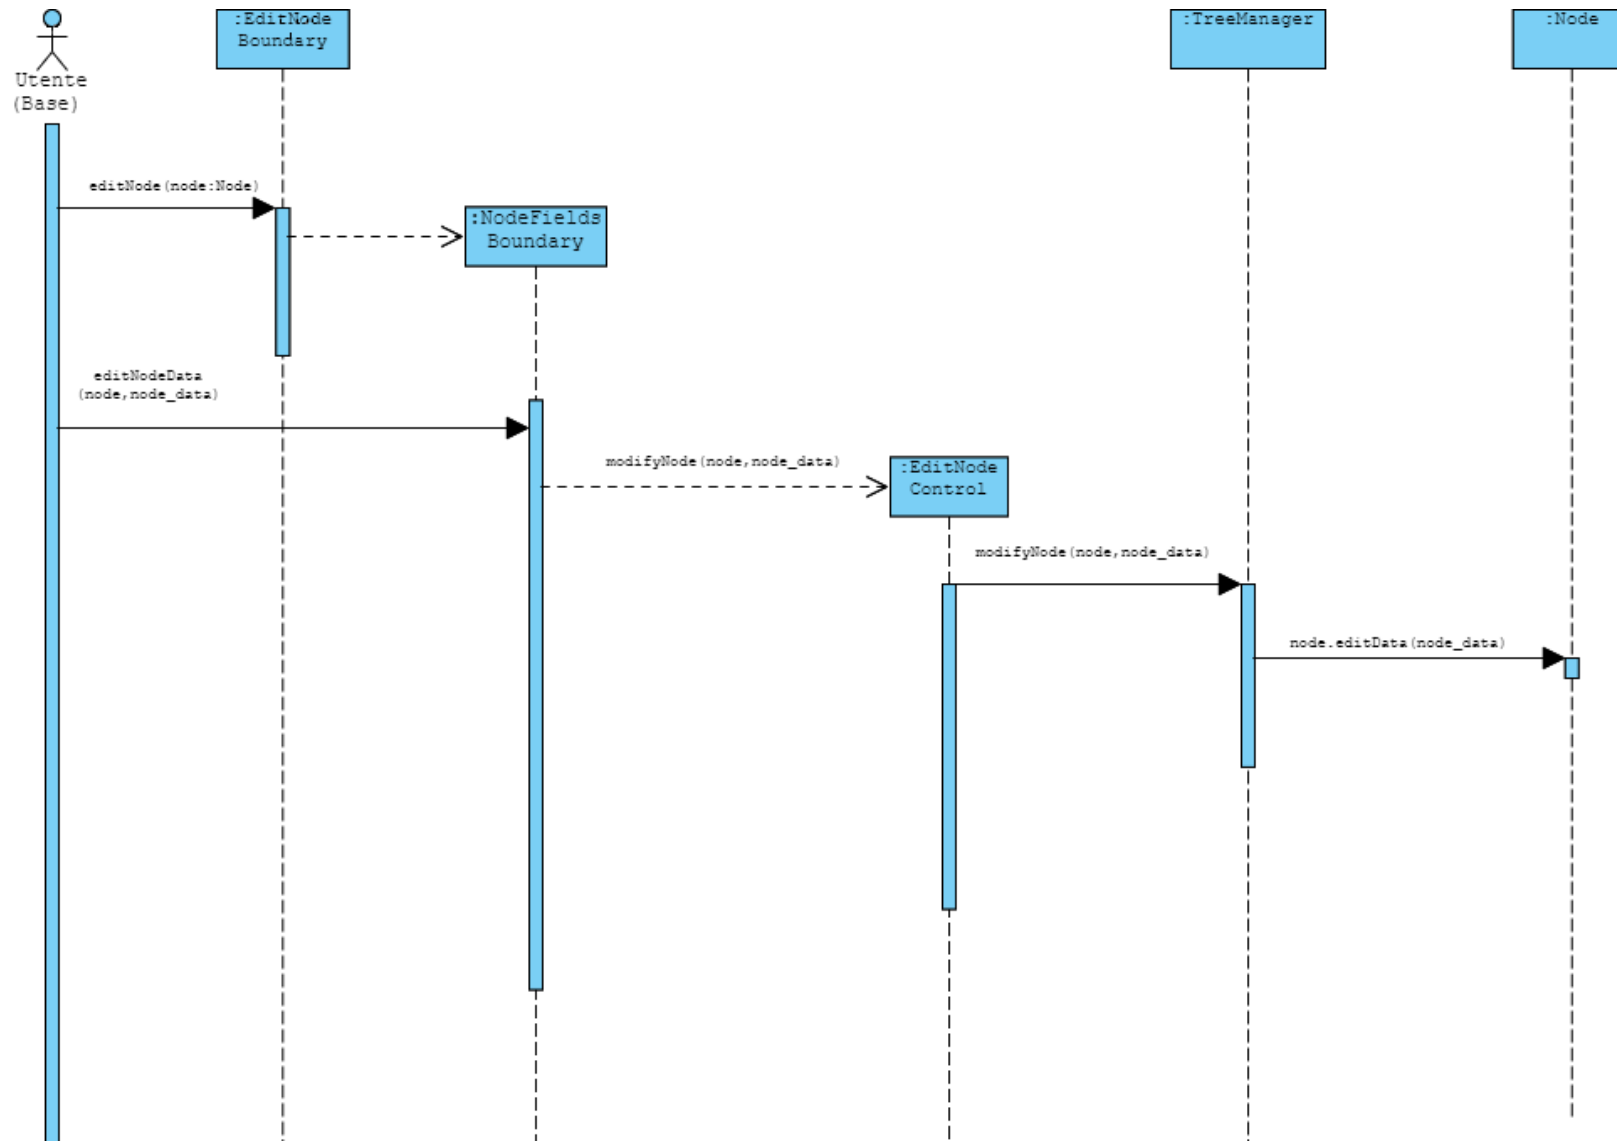 :EditNode
Boundary
:TreeManager
:Node
Utente
(Base)
editNode(node:Node)
:NodeFields
Boundary
editNodeData
(node,node_data)
modifyNode(node,node_data)
:EditNode
Control
modifyNode(node,node_data)
node.editData(node_data)